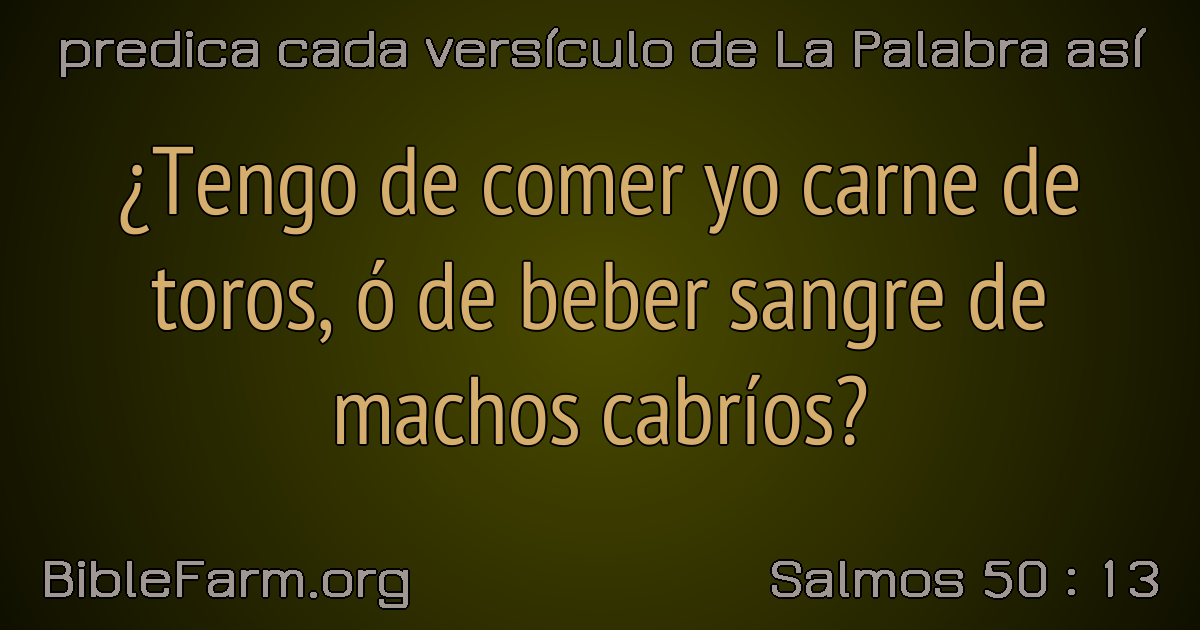 predica cada versículo de La Palabra así
¿Tengo de comer yo carne de
toros, ó de beber sangre de
machos cabríos?
BibleFarm.org
Salmos 50 : 13